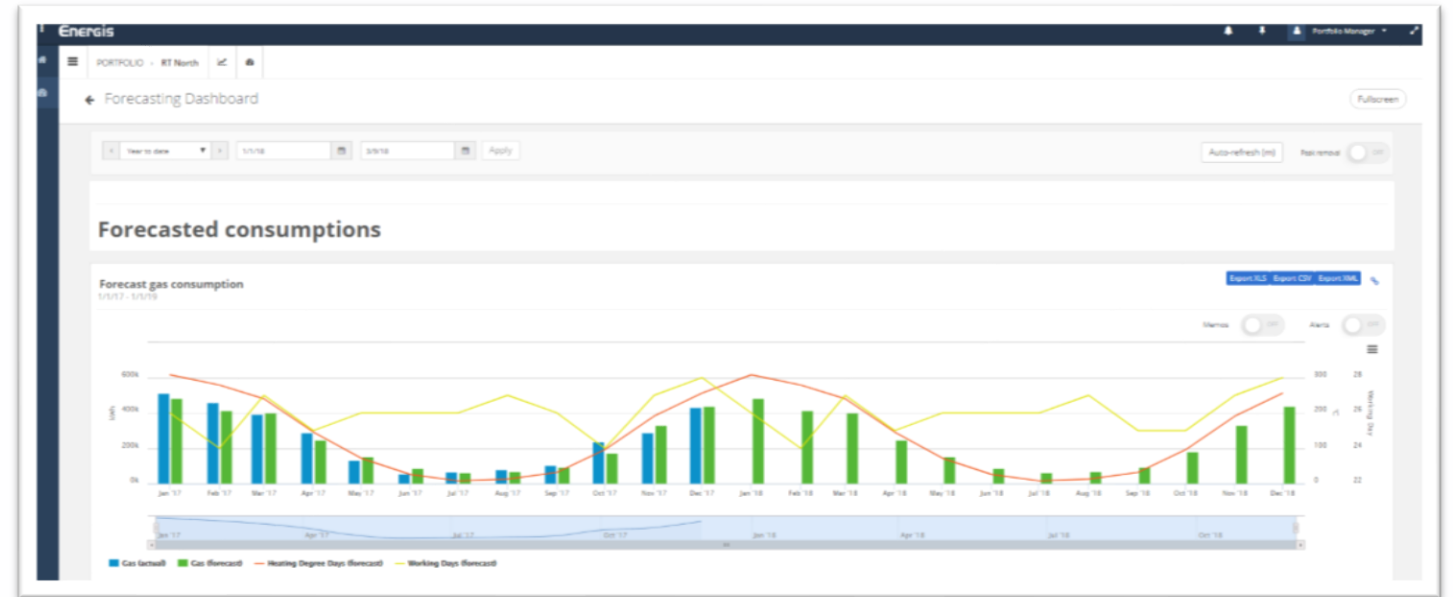 Energis
Portfolio Manager
PORTFOLIO - RT North
Forecasting Dashboard
Fullscreen
Year to date
1/1/18
Apply
Auto-refresh (m)
Peak removal
OFF
Forecasted consumptions
Forecast gas consumption
1/1/17 - 1/1/19
Export XLS Export CSV Export XML
Memos OFF Alerts OFF
600k 300 28
400k 200 26
200k 100 24
0k 0 22
Working Day
Jan '17 Feb '17 Mar '17 Apr '17 May '17 Jun '17 Jul '17 Aug '17 Sep '17 Oct '17 Nov '17 Dec '17 Jan '18 Feb '18 Mar '18 Apr '18 May '18 Jun '18 Jul '18 Aug '18 Sep '18 Oct '18 Nov '18 Dec '18
Jan '17 Apr '17 Jul '17 Oct '17 Jan '18 Apr '18 Jul '18 Oct '18
Gas (actual) Gas (forecast) Heating Degree Days (forecast) Working Days (forecast)